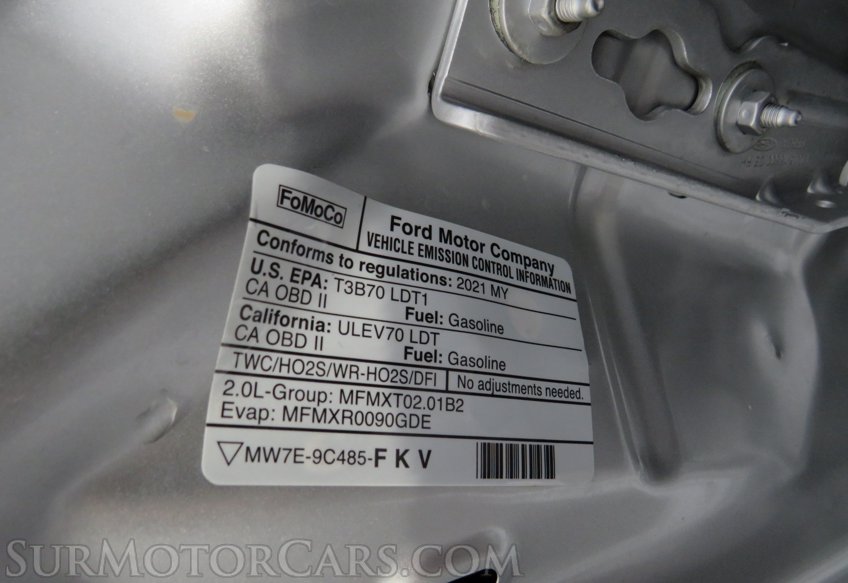 FoMoCo
Ford Motor Company
VEHICLE EMISSION CONTROL INFORMATION
Conforms to regulations: 2021 MY
U.S. EPA: T3B70 LDT1
CA OBD II Fuel: Gasoline
California: ULEV70 LDT
CA OBD II Fuel: Gasoline
TWC/HO2S/WR-HO2S/DFI No adjustments needed.
2.0L-Group: MFMXT02.01B2
Evap: MFMXR0090GDE
MW7E-9C485-F K V
SURMOTORCARS.COM